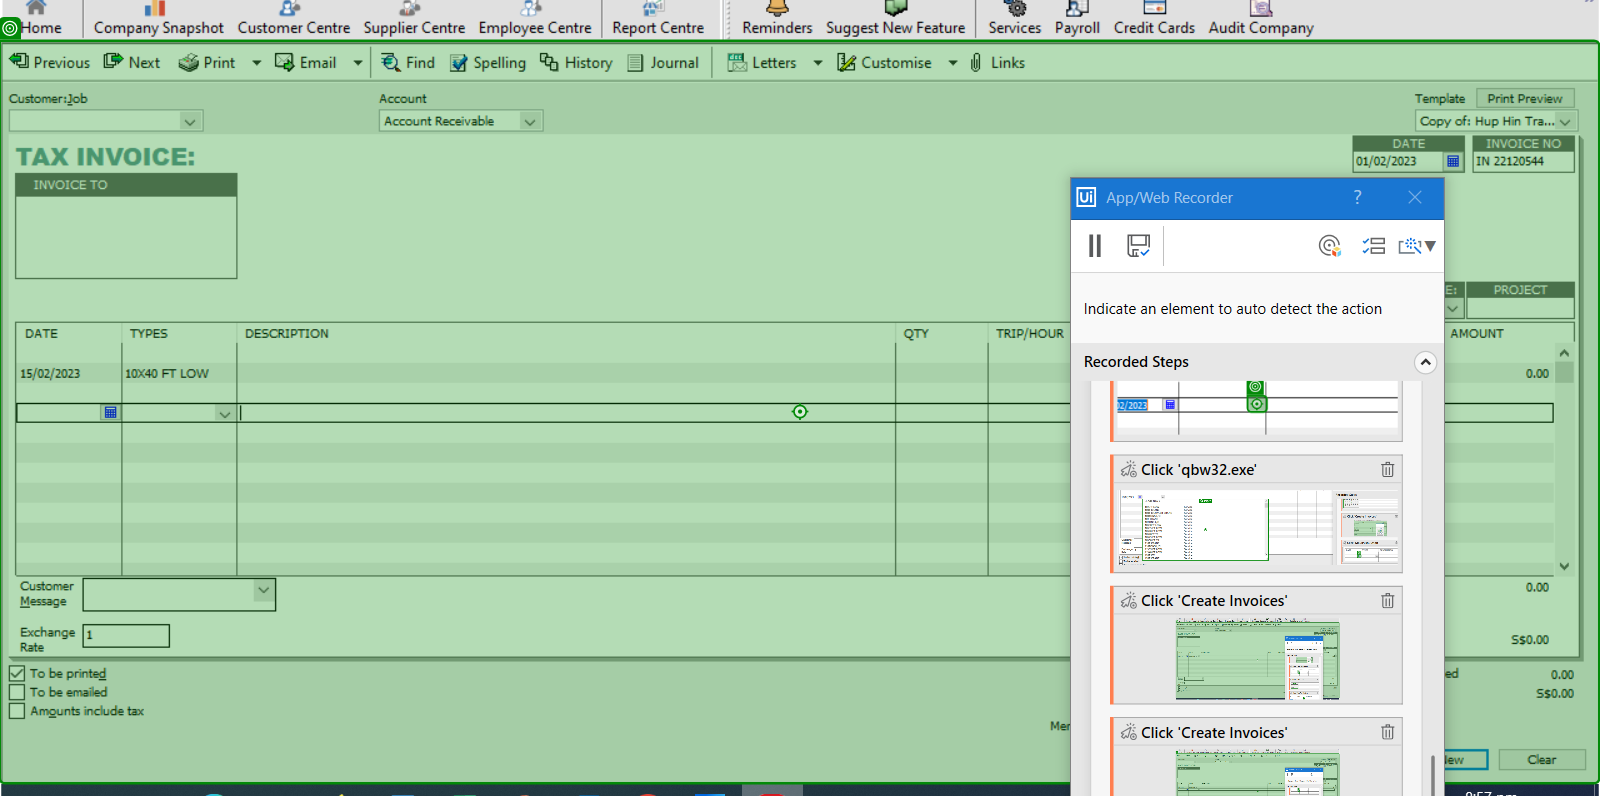 Home Company Snapshot Customer Centre Supplier Centre Employee Centre Report Centre Reminders Suggest New Feature Services Payroll Credit Cards Audit Company
Previous Next Print Email Find Spelling History Journal Letters Customise Links
Customer:Job Account Template Print Preview
Account Receivable Copy of: Hup Hin Tra...
TAX INVOICE:
DATE INVOICE NO
01/02/2023 IN 22120544
INVOICE TO
Ui App/Web Recorder ?
Indicate an element to auto detect the action
E: PROJECT
DATE TYPES DESCRIPTION QTY TRIP/HOUR AMOUNT
Recorded Steps
15/02/2023 10X40 FT LOW 0.00
02/2023
Click 'qbw32.exe'
Click 'Create Invoices'
Customer Message 0.00
Exchange Rate 1 S$0.00
To be printed ed 0.00
To be emailed S$0.00
Amounts include tax
Mer
Click 'Create Invoices'
New Clear